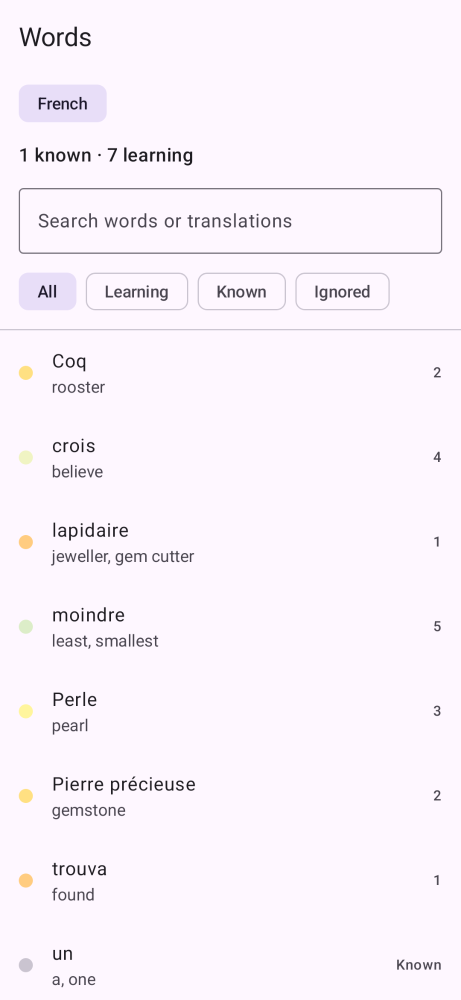 Words
French
1 known · 7 learning
Search words or translations
All Learning Known Ignored
Coq
rooster
2
crois
believe
4
lapidaire
jeweller, gem cutter
1
moindre
least, smallest
5
Perle
pearl
3
Pierre précieuse
gemstone
2
trouva
found
1
un
a, one
Known